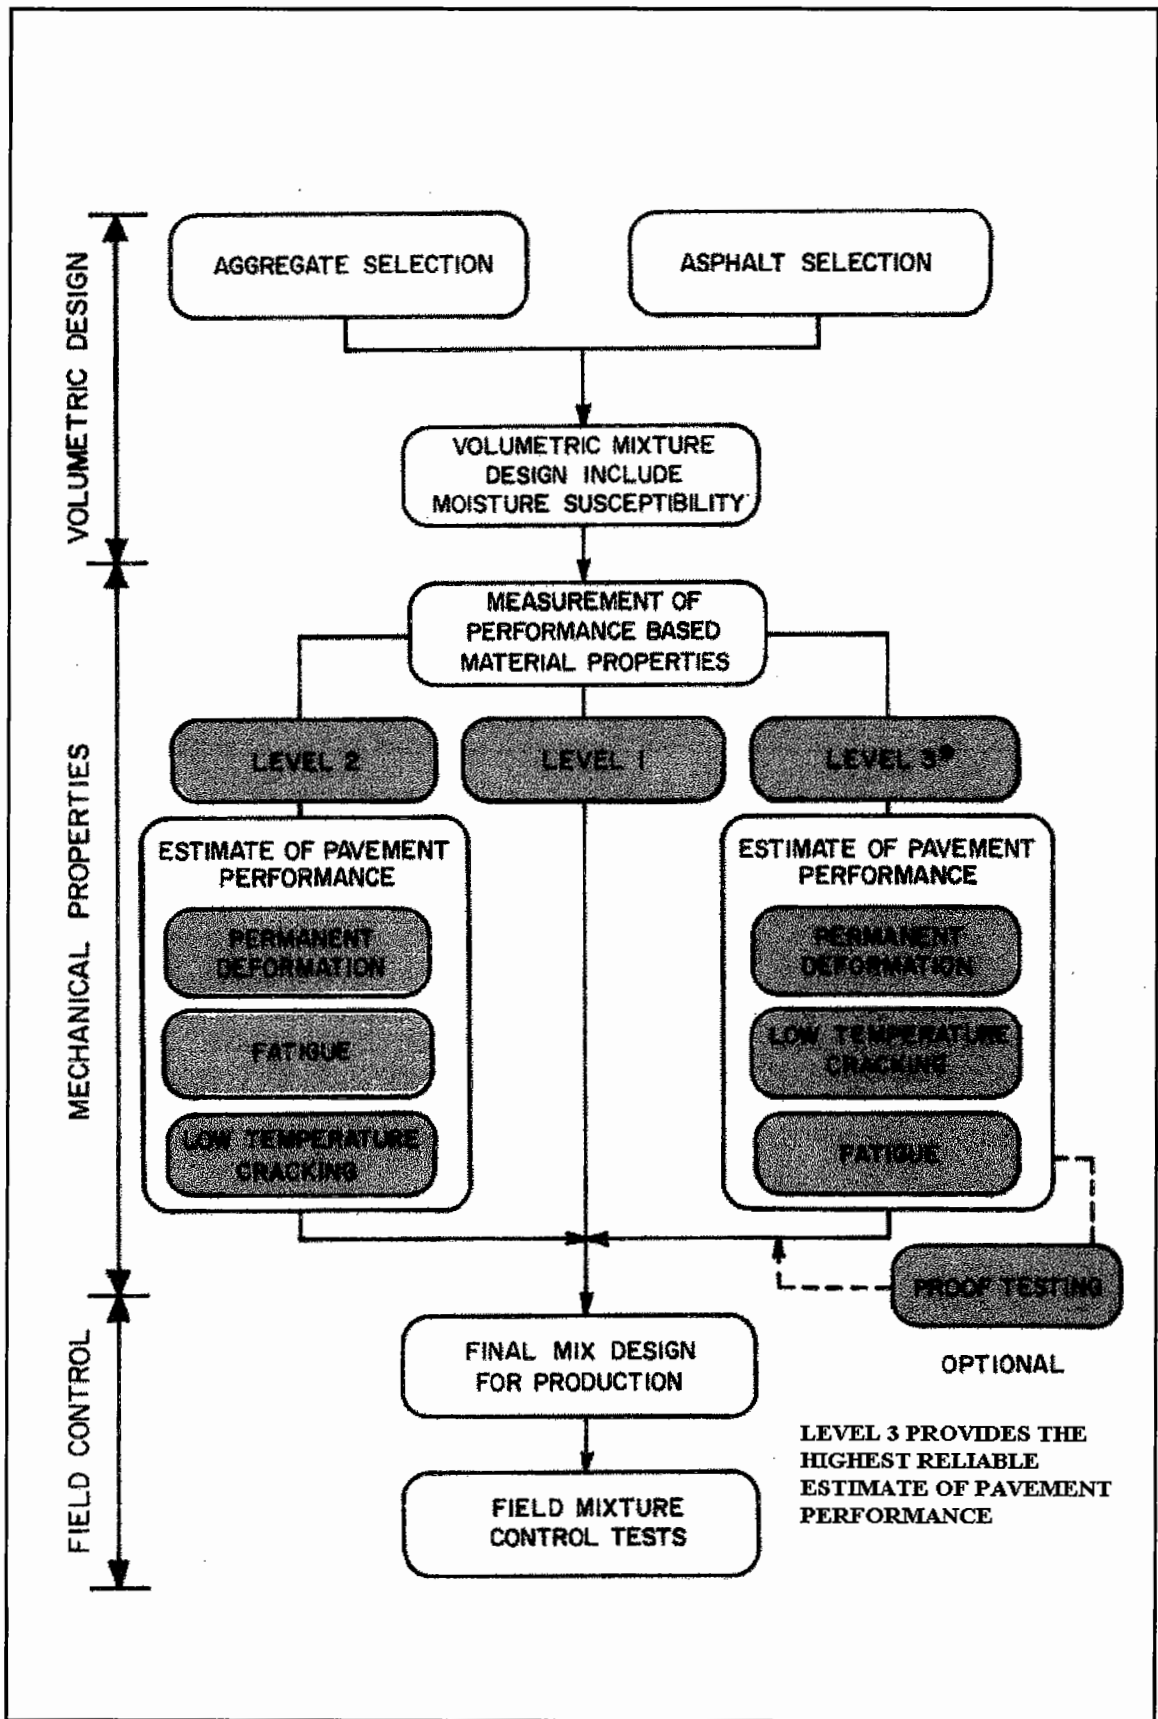 VOLUMETRIC DESIGN
AGGREGATE SELECTION
ASPHALT SELECTION
VOLUMETRIC MIXTURE
DESIGN INCLUDE
MOISTURE SUSCEPTIBILITY
MECHANICAL PROPERTIES
MEASUREMENT OF
PERFORMANCE BASED
MATERIAL PROPERTIES
LEVEL 2
LEVEL 1
LEVEL 3*
ESTIMATE OF PAVEMENT
PERFORMANCE
PERMANENT
DEFORMATION
FATIGUE
LOW TEMPERATURE
CRACKING
ESTIMATE OF PAVEMENT
PERFORMANCE
PERMANENT
DEFORMATION
LOW TEMPERATURE
CRACKING
FATIGUE
PROOF TESTING
OPTIONAL
FIELD CONTROL
FINAL MIX DESIGN
FOR PRODUCTION
FIELD MIXTURE
CONTROL TESTS
LEVEL 3 PROVIDES THE
HIGHEST RELIABLE
ESTIMATE OF PAVEMENT
PERFORMANCE